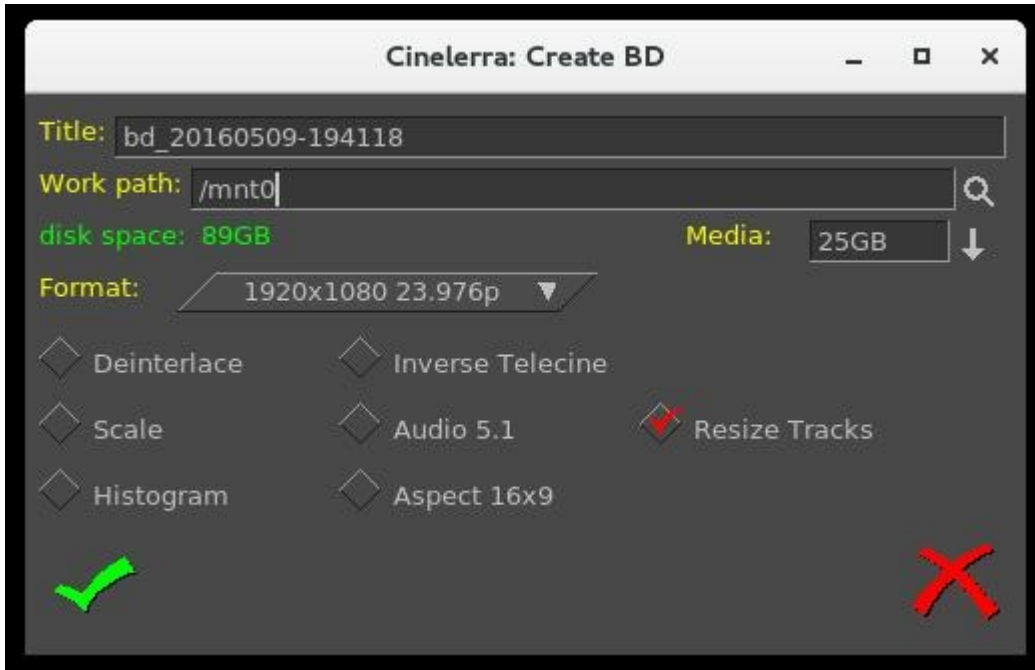 Cinelerra: Create BD
Title: bd_20160509-194118
Work path: /mnt0
disk space: 89GB Media: 25GB
Format: 1920x1080 23.976p
Deinterlace Inverse Telecine
Scale Audio 5.1 Resize Tracks
Histogram Aspect 16x9